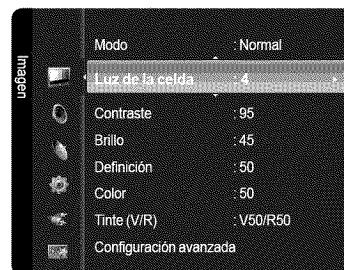 Imagen
Modo : Normal
Luz de la celda : 4
Contraste : 95
Brillo : 45
Definición : 50
Color : 50
Tinte (V/R) : V50/R50
Configuración avanzada